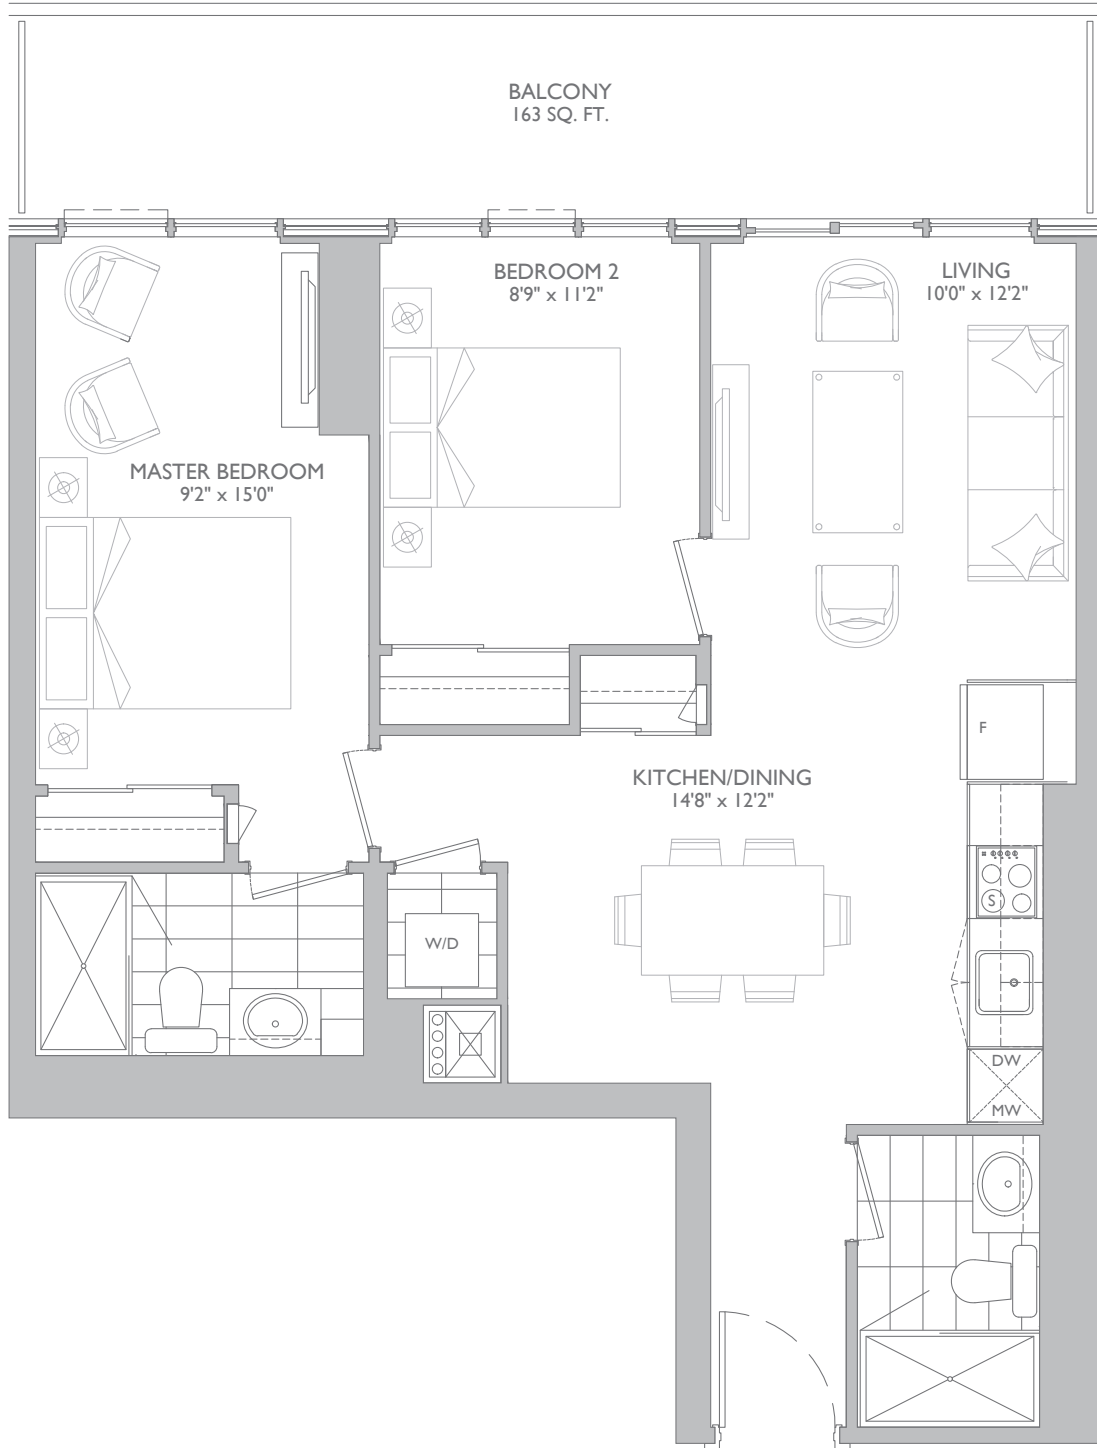 BALCONY
163 SQ. FT.
BEDROOM 2
8'9" x 11'2"
LIVING
10'0" x 12'2"
MASTER BEDROOM
9'2" x 15'0"
F
KITCHEN/DINING
14'8" x 12'2"
S
W/D
DW
MW